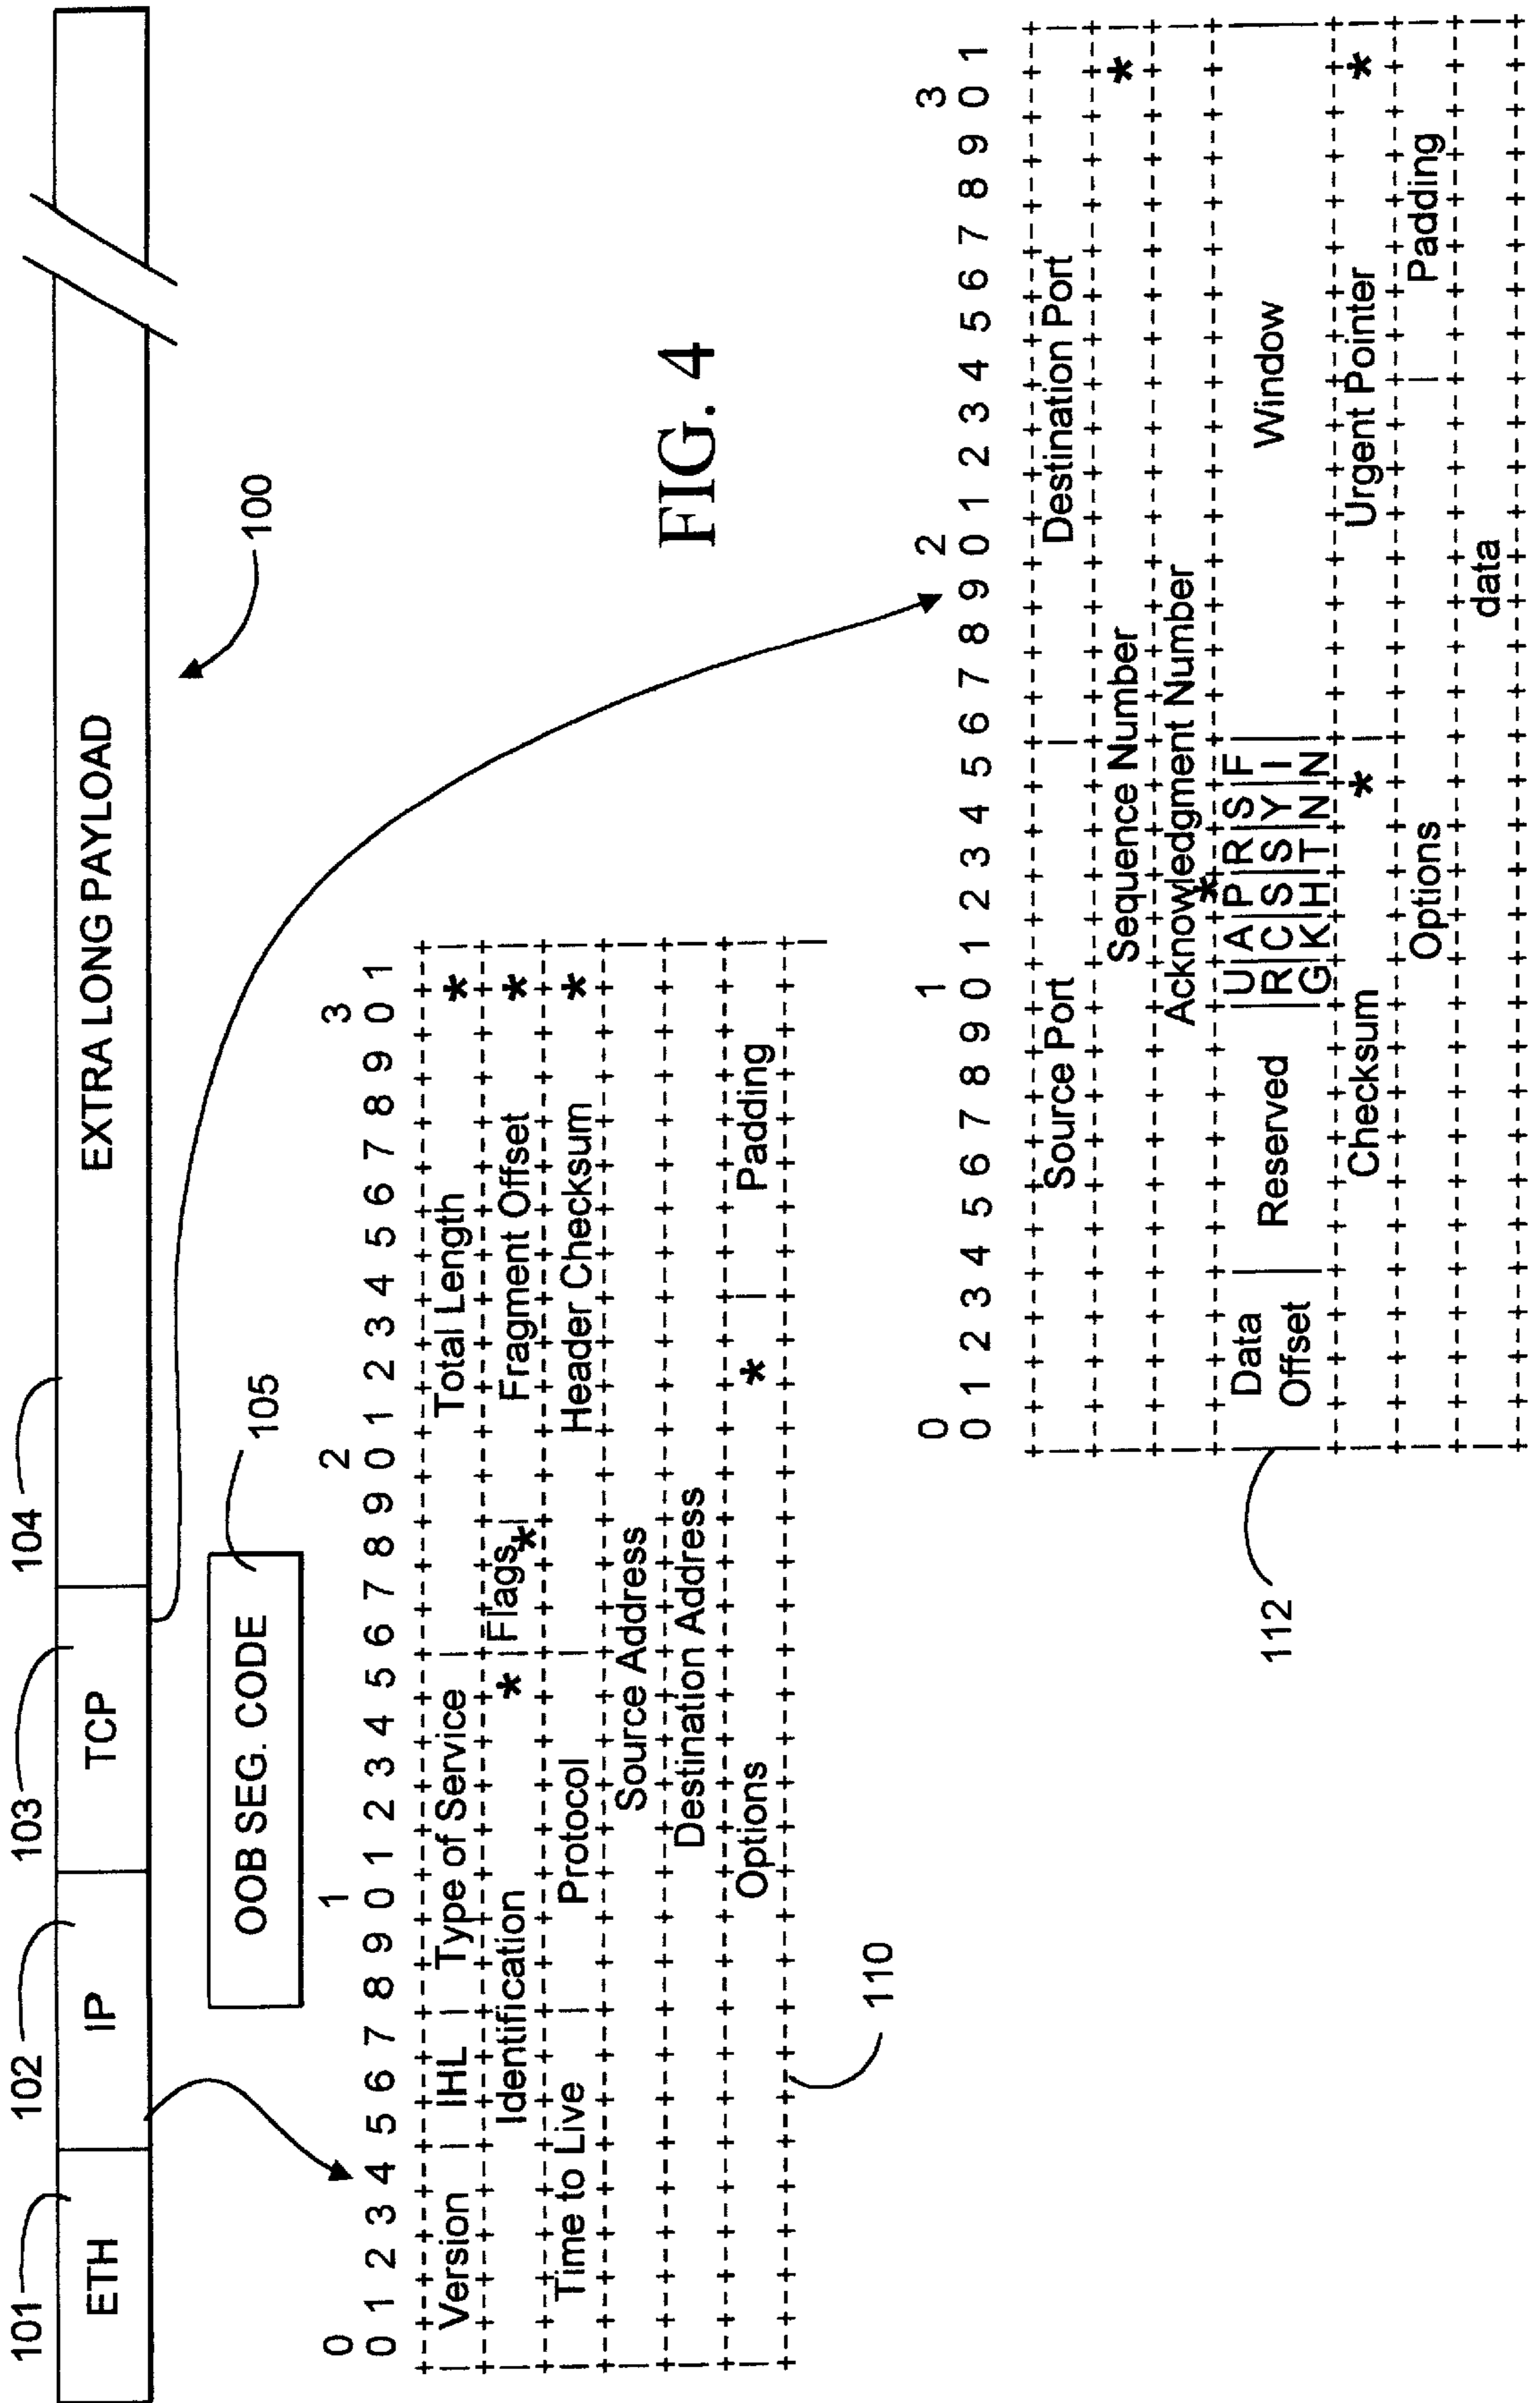 101 102 103 104
ETH IP TCP EXTRA LONG PAYLOAD
100
OOB SEG. CODE 105
0 1 2 3
0 1 2 3 4 5 6 7 8 9 0 1 2 3 4 5 6 7 8 9 0 1 2 3 4 5 6 7 8 9 0 1
|Version |IHL |Type of Service| Total Length * |
| Identification * |Flags * | Fragment Offset * |
| Time to Live | Protocol | Header Checksum * |
| Source Address |
| Destination Address |
| Options * | Padding |
110
FIG. 4
0 1 2 3
0 1 2 3 4 5 6 7 8 9 0 1 2 3 4 5 6 7 8 9 0 1 2 3 4 5 6 7 8 9 0 1
| Source Port | Destination Port |
| Sequence Number * |
| Acknowledgment Number |
| Data | |U|A|P|R|S|F| |
| Offset | Reserved |R|C|S|S|Y|I| Window |
| | |G|K|H|T|N|N| |
*
| Checksum * | Urgent Pointer * |
| Options | Padding |
| data |
112